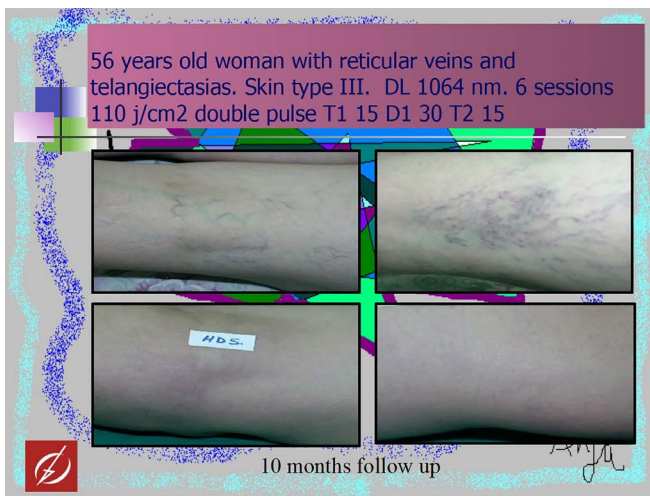 56 years old woman with reticular veins and
telangiectasias. Skin type III. DL 1064 nm. 6 sessions
110 j/cm2 double pulse T1 15 D1 30 T2 15
HDS.
10 months follow up